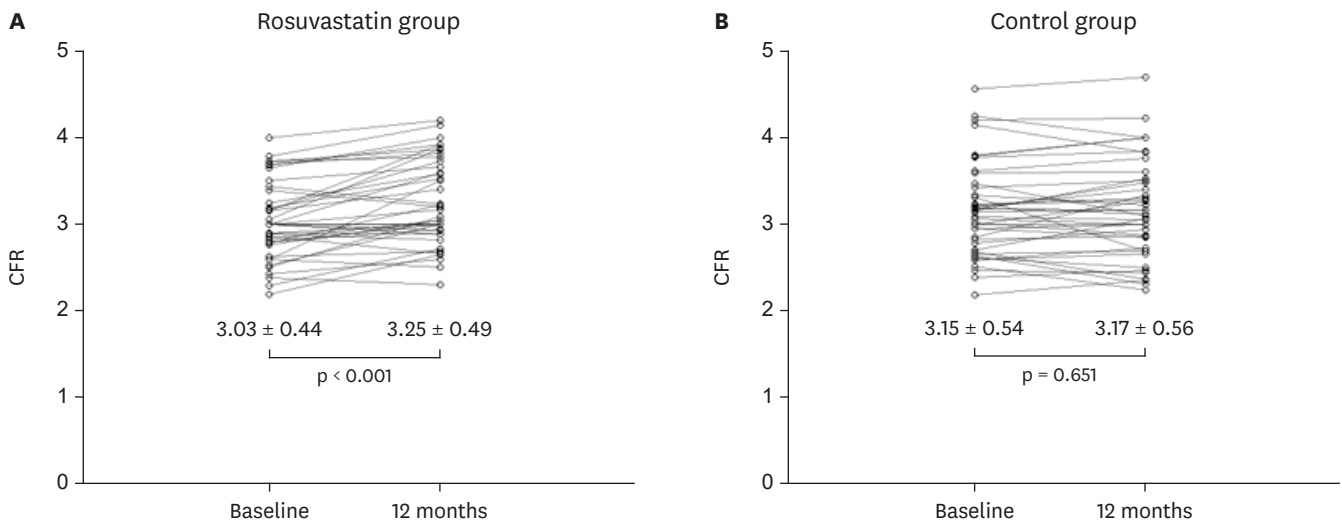 A
Rosuvastatin group
5
4
3
2
1
0
CFR
3.03 ± 0.44
3.25 ± 0.49
p < 0.001
Baseline
12 months
B
Control group
5
4
3
2
1
0
CFR
3.15 ± 0.54
3.17 ± 0.56
p = 0.651
Baseline
12 months